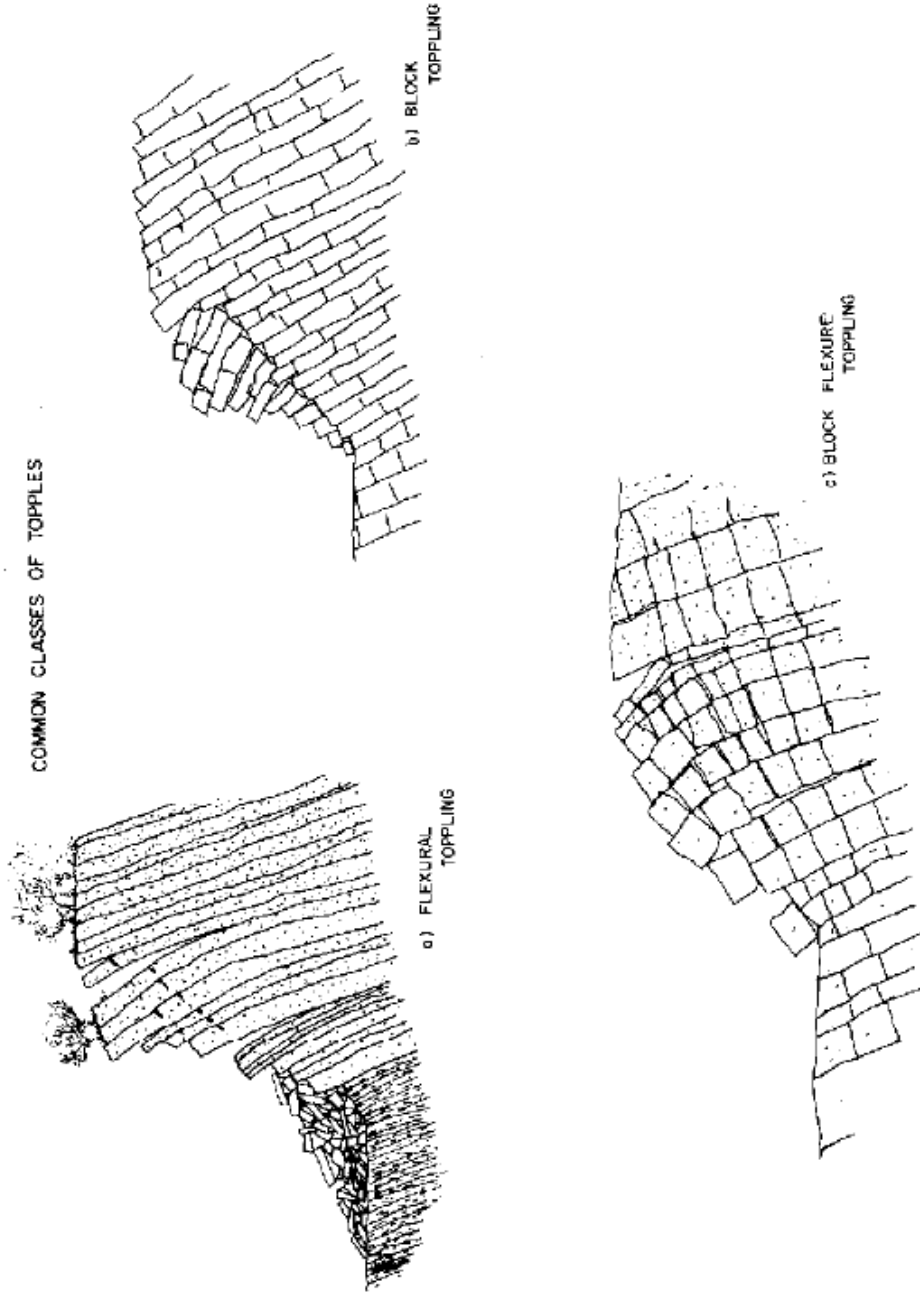 COMMON CLASSES OF TOPPLES
a) FLEXURAL
TOPPLING
b) BLOCK
TOPPLING
c) BLOCK FLEXURE
TOPPLING